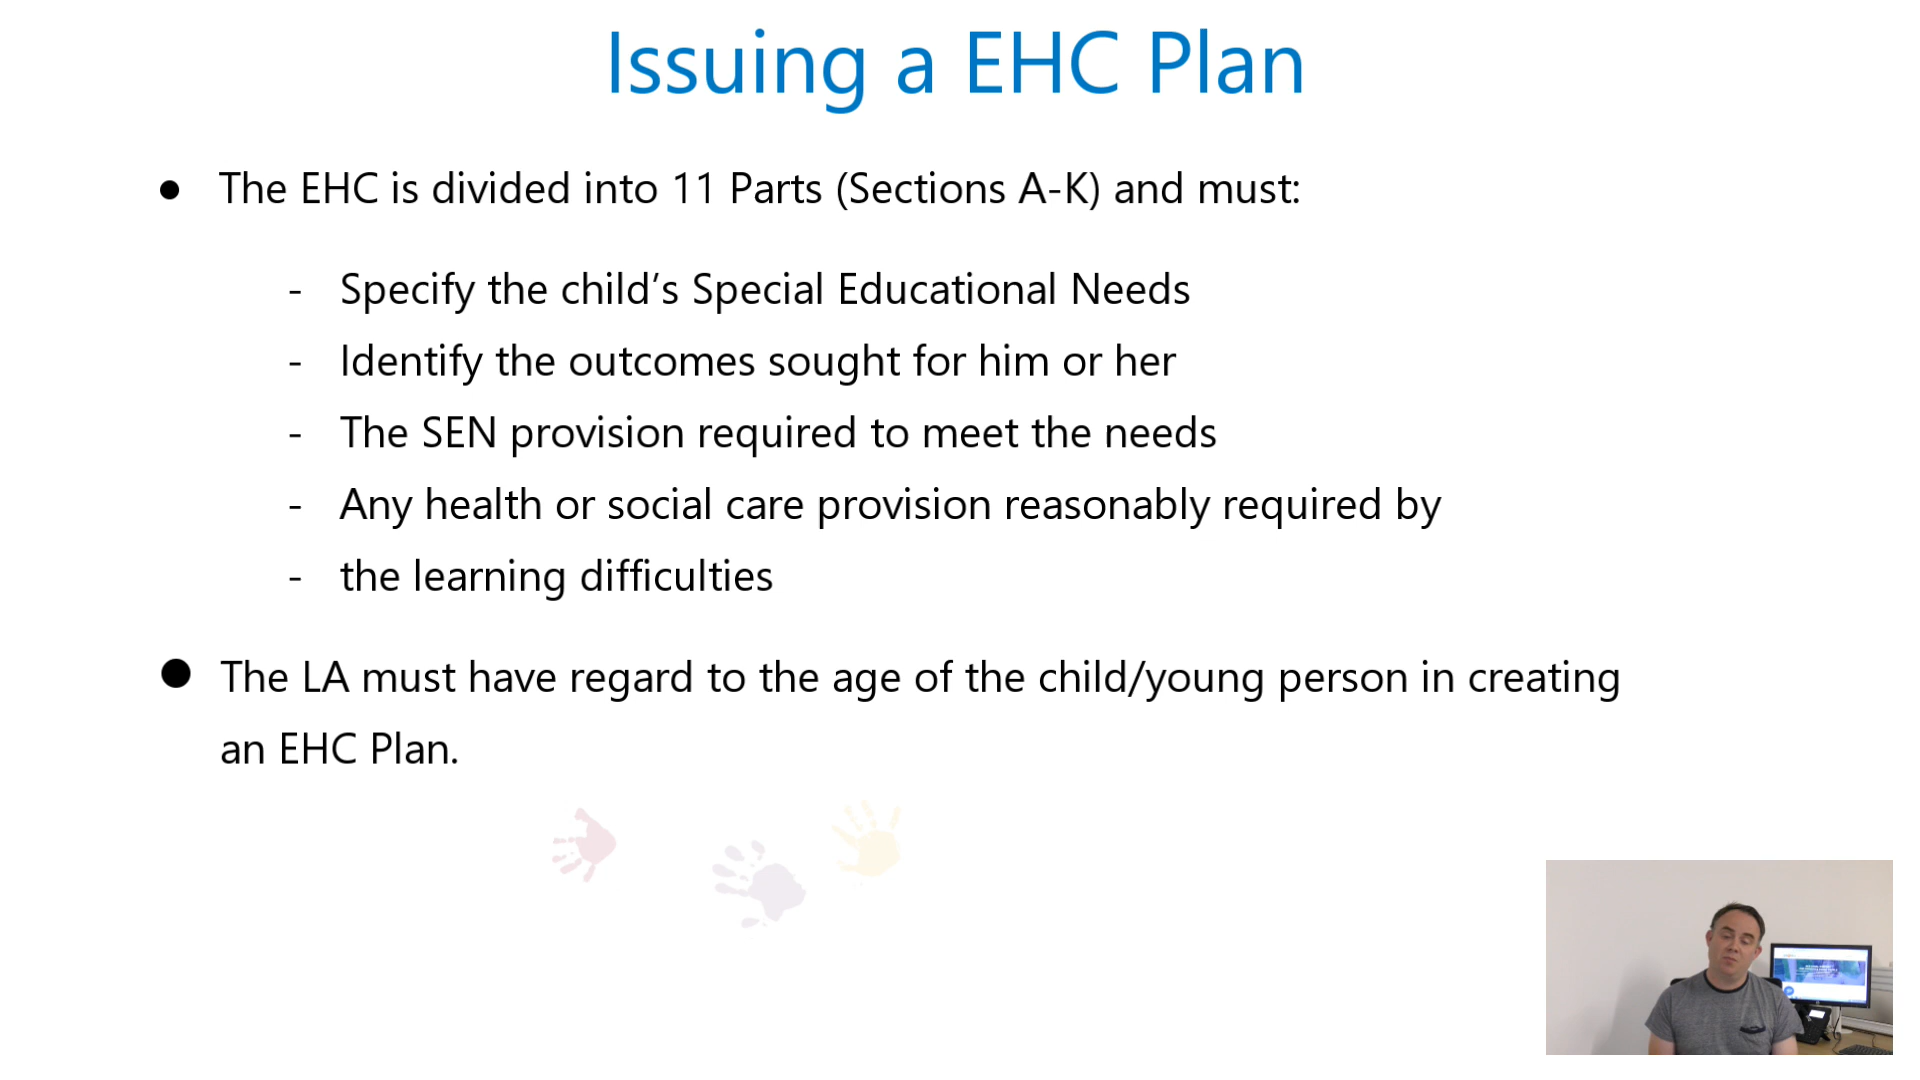 Issuing a EHC Plan
● The EHC is divided into 11 Parts (Sections A-K) and must:
- Specify the child’s Special Educational Needs
- Identify the outcomes sought for him or her
- The SEN provision required to meet the needs
- Any health or social care provision reasonably required by
- the learning difficulties
● The LA must have regard to the age of the child/young person in creating
an EHC Plan.